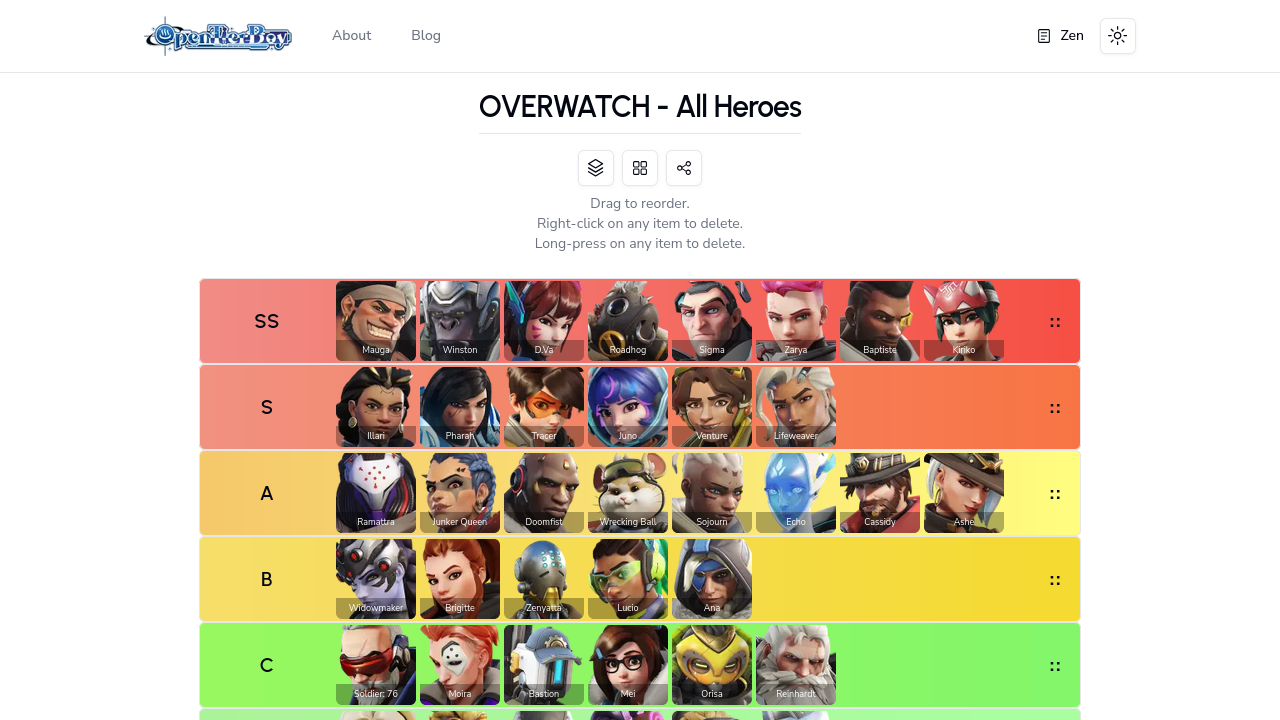 OpenTierBoy
About
Blog
Zen
OVERWATCH - All Heroes
Drag to reorder.
Right-click on any item to delete.
Long-press on any item to delete.
SS
Mauga
Winston
D.Va
Roadhog
Sigma
Zarya
Baptiste
Kiriko
::
S
Illari
Pharah
Tracer
Juno
Venture
Lifeweaver
::
A
Ramattra
Junker Queen
Doomfist
Wrecking Ball
Sojourn
Echo
Cassidy
Ashe
::
B
Widowmaker
Brigitte
Zenyatta
Lucio
Ana
::
C
Soldier: 76
Moira
Bastion
Mei
Orisa
Reinhardt
::